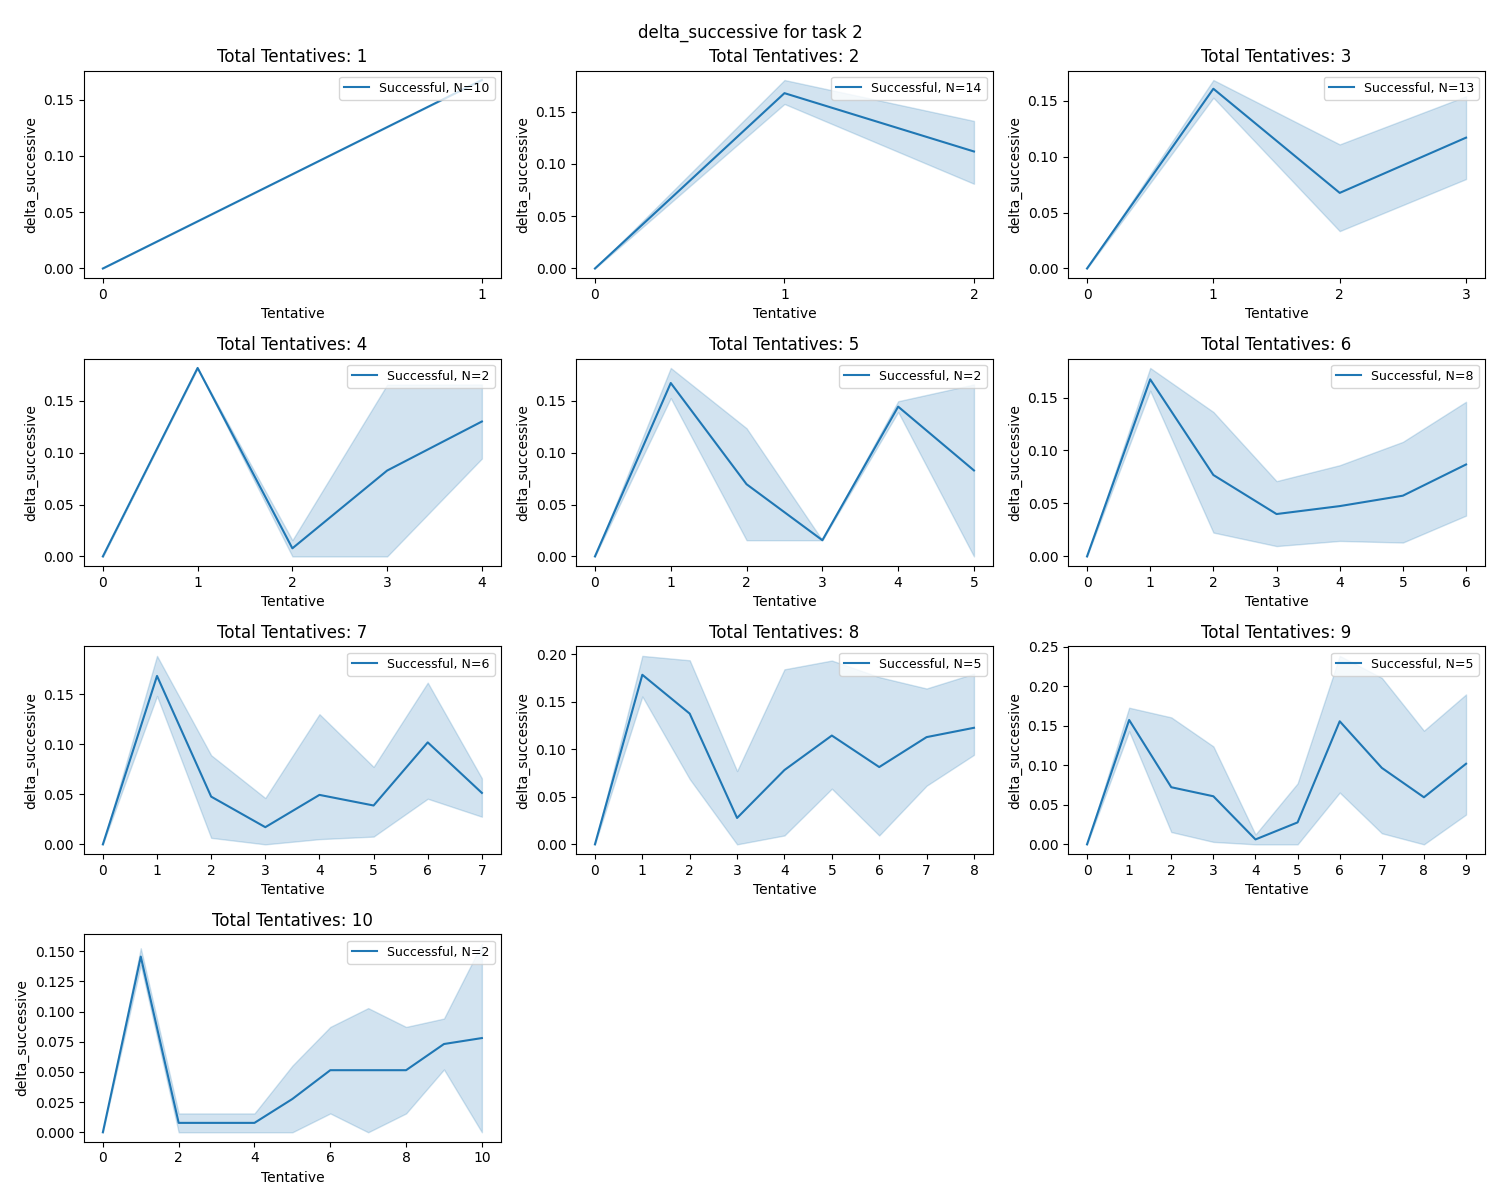 delta_successive for task 2
Total Tentatives: 1
Successful, N=10
delta_successive
0.15
0.10
0.05
0.00
0 1
Tentative
Total Tentatives: 2
Successful, N=14
delta_successive
0.15
0.10
0.05
0.00
0 1 2
Tentative
Total Tentatives: 3
Successful, N=13
delta_successive
0.15
0.10
0.05
0.00
0 1 2 3
Tentative
Total Tentatives: 4
Successful, N=2
delta_successive
0.15
0.10
0.05
0.00
0 1 2 3 4
Tentative
Total Tentatives: 5
Successful, N=2
delta_successive
0.15
0.10
0.05
0.00
0 1 2 3 4 5
Tentative
Total Tentatives: 6
Successful, N=8
delta_successive
0.15
0.10
0.05
0.00
0 1 2 3 4 5 6
Tentative
Total Tentatives: 7
Successful, N=6
delta_successive
0.15
0.10
0.05
0.00
0 1 2 3 4 5 6 7
Tentative
Total Tentatives: 8
Successful, N=5
delta_successive
0.20
0.15
0.10
0.05
0.00
0 1 2 3 4 5 6 7 8
Tentative
Total Tentatives: 9
Successful, N=5
delta_successive
0.25
0.20
0.15
0.10
0.05
0.00
0 1 2 3 4 5 6 7 8 9
Tentative
Total Tentatives: 10
Successful, N=2
delta_successive
0.150
0.125
0.100
0.075
0.050
0.025
0.000
0 2 4 6 8 10
Tentative